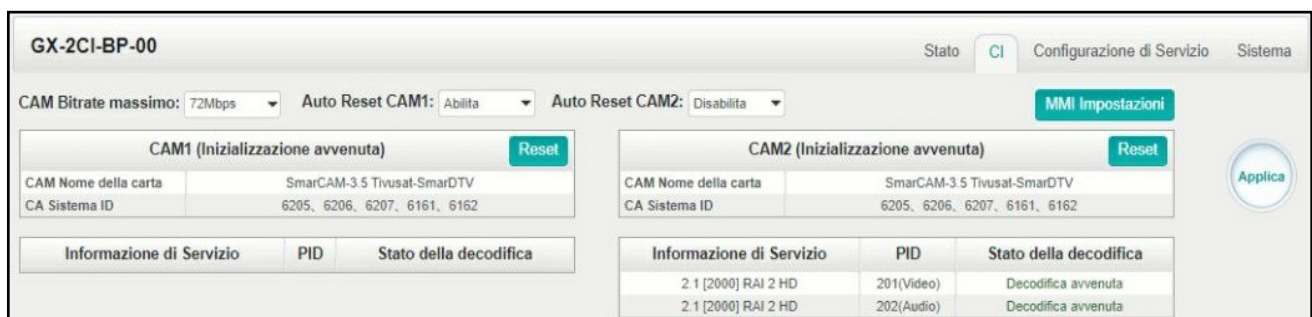 GX-2CI-BP-00
Stato CI Configurazione di Servizio Sistema
CAM Bitrate massimo: 72Mbps Auto Reset CAM1: Abilita Auto Reset CAM2: Disabilita MMI Impostazioni
CAM1 (Inizializzazione avvenuta) Reset
CAM Nome della carta SmarCAM-3.5 Tivusat-SmarDTV
CA Sistema ID 6205、6206、6207、6161、6162
Informazione di Servizio PID Stato della decodifica
CAM2 (Inizializzazione avvenuta) Reset
CAM Nome della carta SmarCAM-3.5 Tivusat-SmarDTV
CA Sistema ID 6205、6206、6207、6161、6162
Informazione di Servizio PID Stato della decodifica
2.1 [2000] RAI 2 HD 201(Video) Decodifica avvenuta
2.1 [2000] RAI 2 HD 202(Audio) Decodifica avvenuta
Applica